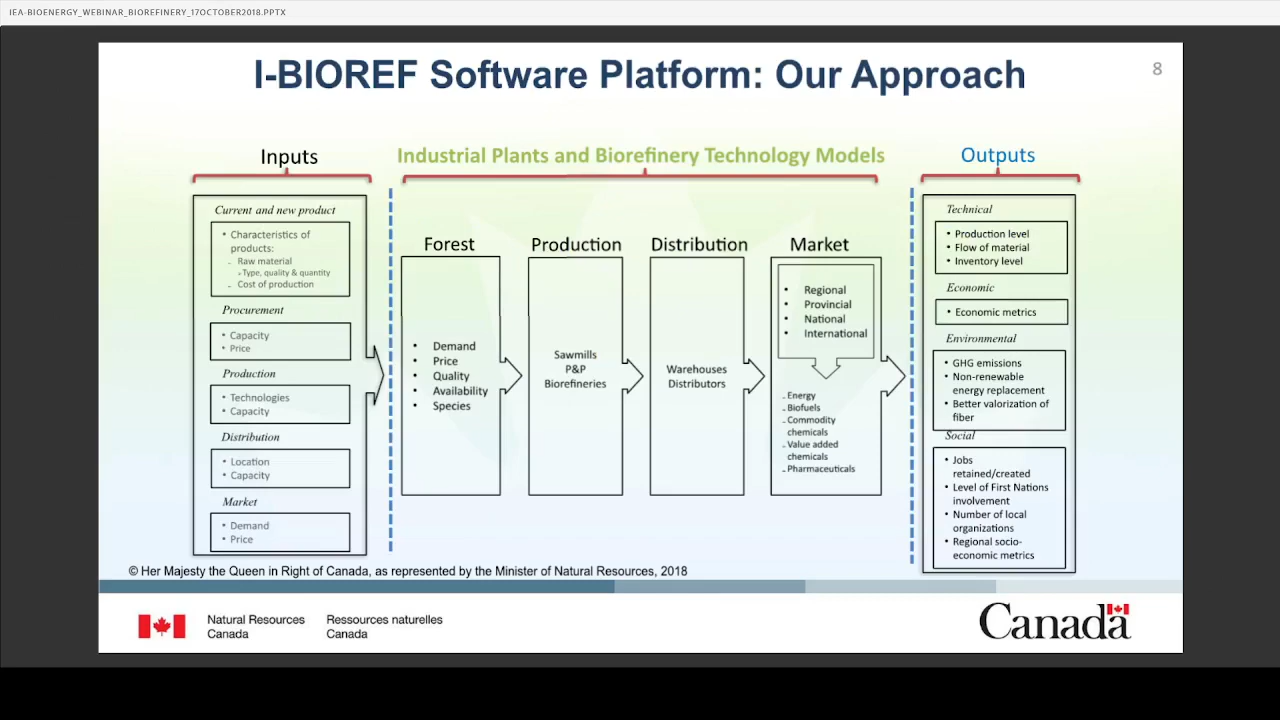 IEA-BIOENERGY_WEBINAR_BIOREFINERY_17OCTOBER2018.PPTX
I-BIOREF Software Platform: Our Approach
8
Inputs
Current and new product
• Characteristics of
products:
- Raw material
• Type, quality & quantity
- Cost of production
Procurement
• Capacity
• Price
Production
• Technologies
• Capacity
Distribution
• Location
• Capacity
Market
• Demand
• Price
Industrial Plants and Biorefinery Technology Models
Forest
• Demand
• Price
• Quality
• Availability
• Species
Production
Sawmills
P&P
Biorefineries
Distribution
Warehouses
Distributors
Market
• Regional
• Provincial
• National
• International
- Energy
- Biofuels
- Commodity
chemicals
- Value added
chemicals
- Pharmaceuticals
Outputs
Technical
• Production level
• Flow of material
• Inventory level
Economic
• Economic metrics
Environmental
• GHG emissions
• Non-renewable
energy replacement
• Better valorization of
fiber
Social
• Jobs
retained/created
• Level of First Nations
involvement
• Number of local
organizations
• Regional socio-
economic metrics
© Her Majesty the Queen in Right of Canada, as represented by the Minister of Natural Resources, 2018
Natural Resources
Canada
Ressources naturelles
Canada
Canada